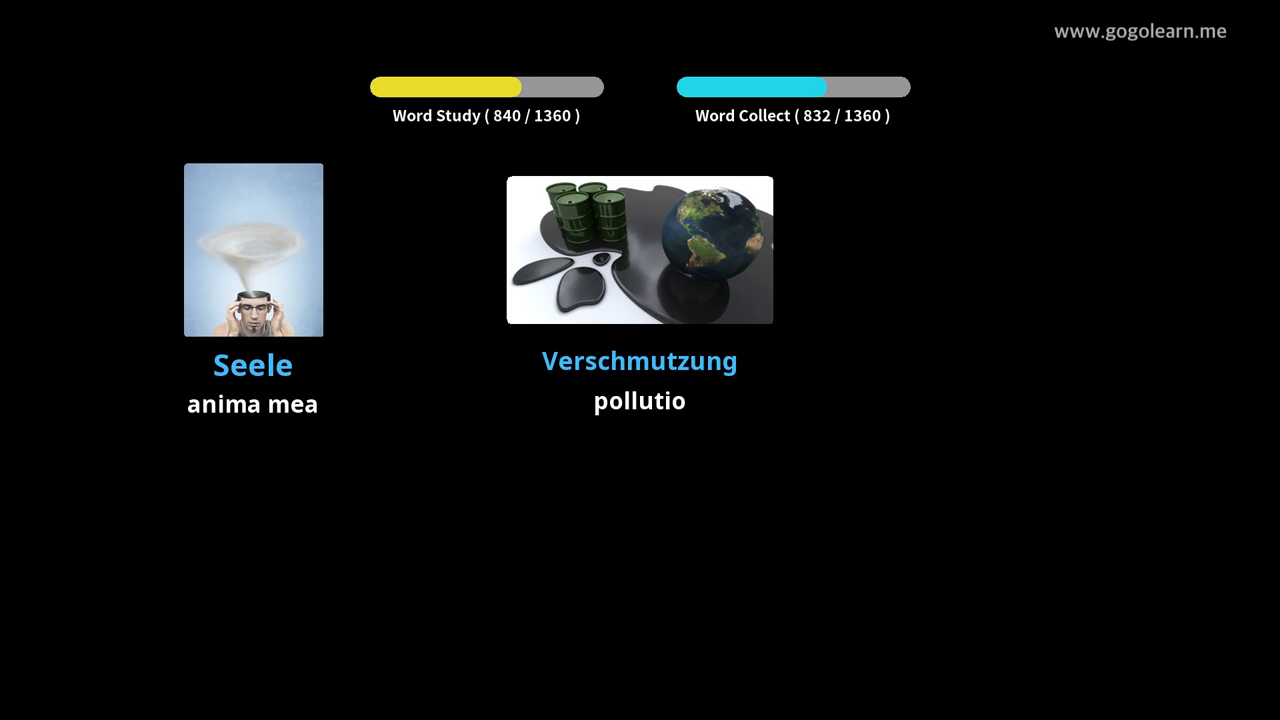 www.gogolearn.me
Word Study ( 840 / 1360 )
Word Collect ( 832 / 1360 )
Seele
anima mea
Verschmutzung
pollutio